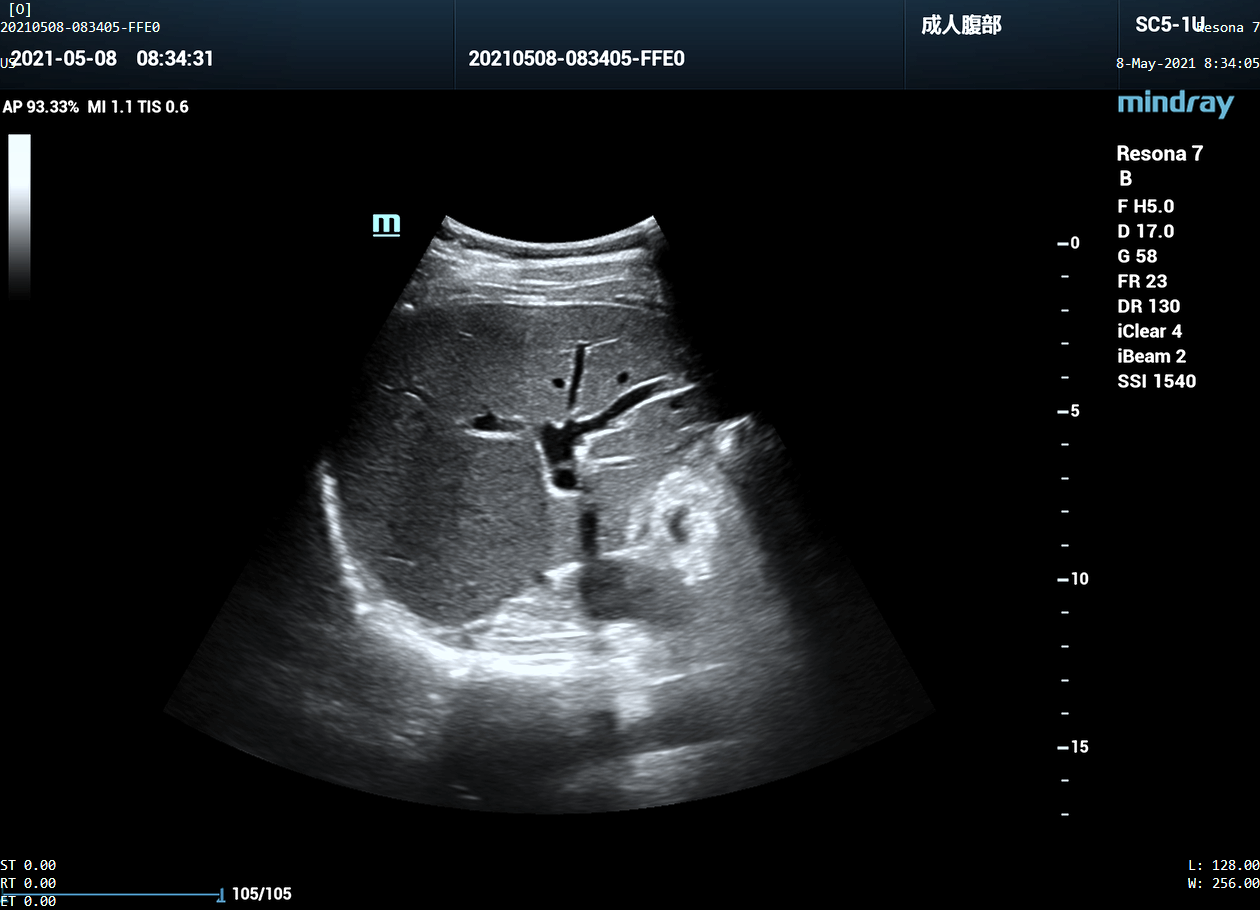 [O]
20210508-083405-FFE0
US
2021-05-08 08:34:31
20210508-083405-FFE0
成人腹部
SC5-1U
Resona 7
8-May-2021 8:34:05
AP 93.33% MI 1.1 TIS 0.6
mindray
m
Resona 7
B
F H5.0
D 17.0
G 58
FR 23
DR 130
iClear 4
iBeam 2
SSI 1540
0
5
10
15
ST 0.00
RT 0.00
ET 0.00
105/105
L: 128.00
W: 256.00